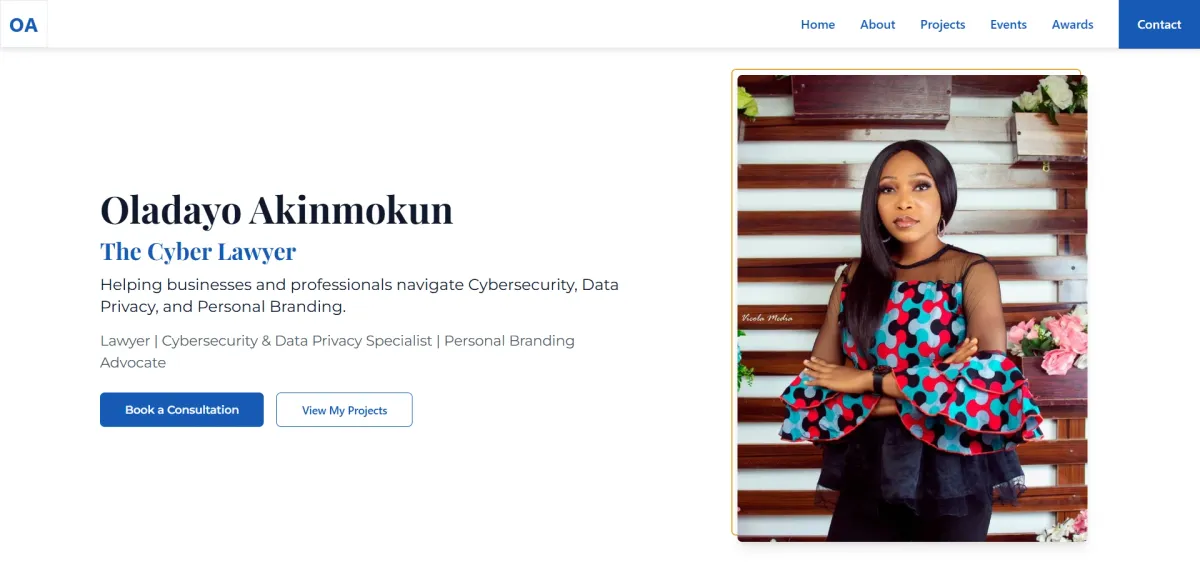 OA
Home
About
Projects
Events
Awards
Contact
Oladayo Akinmokun
The Cyber Lawyer
Helping businesses and professionals navigate Cybersecurity, Data
Privacy, and Personal Branding.
Lawyer | Cybersecurity & Data Privacy Specialist | Personal Branding
Advocate
Book a Consultation
View My Projects
Vicola Media